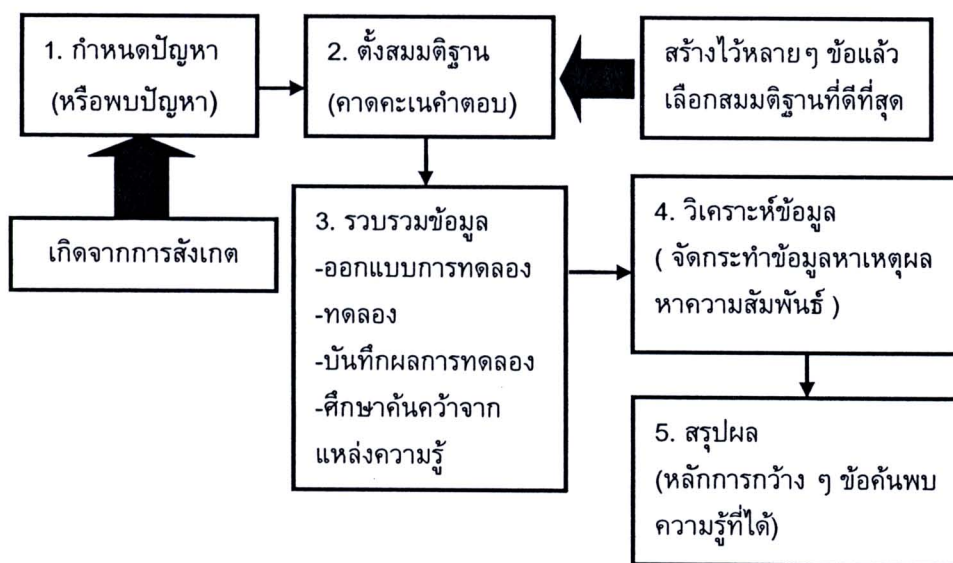 1. กำหนดปัญหา
(หรือพบปัญหา)
2. ตั้งสมมติฐาน
(คาดคะเนคำตอบ)
สร้างไว้หลายๆ ข้อแล้ว
เลือกสมมติฐานที่ดีที่สุด
เกิดจากการสังเกต
3. รวบรวมข้อมูล
-ออกแบบการทดลอง
-ทดลอง
-บันทึกผลการทดลอง
-ศึกษาค้นคว้าจาก
แหล่งความรู้
4. วิเคราะห์ข้อมูล
( จัดกระทำข้อมูลหาเหตุผล
หาความสัมพันธ์ )
5. สรุปผล
(หลักการกว้าง ๆ ข้อค้นพบ
ความรู้ที่ได้)